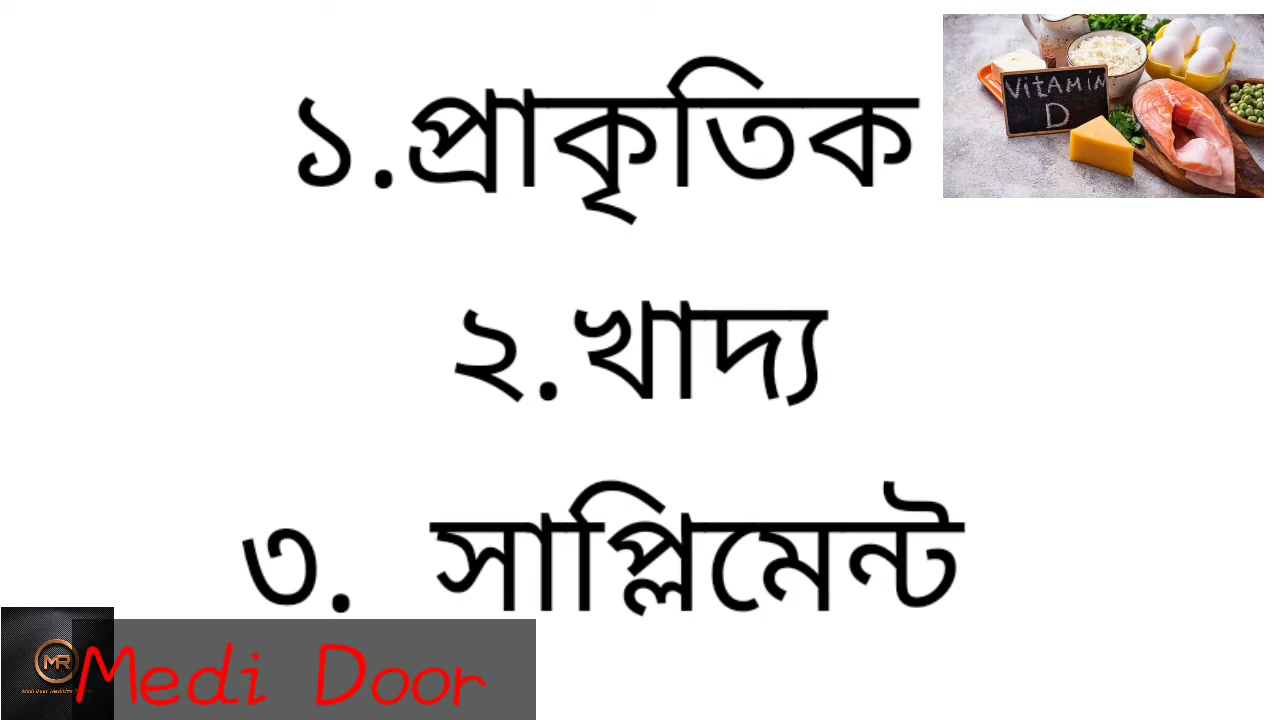 ১.প্রাকৃতিক
VITAMIN
D
২.খাদ্য
৩. সাপ্লিমেন্ট
MR
Medi Door